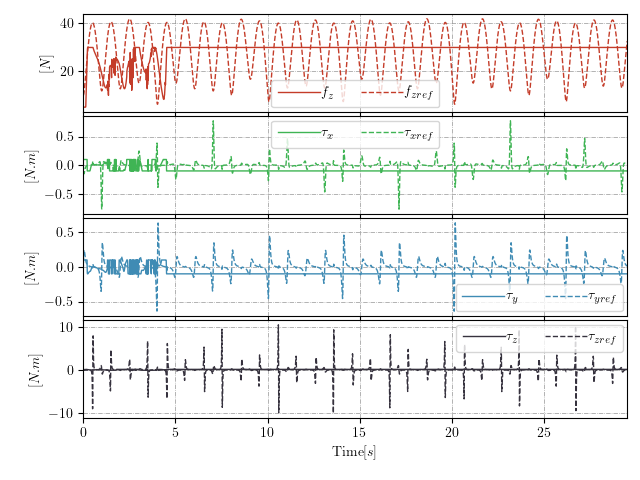 40
20
[N]
f_z f_zref
0.5
0.0
−0.5
[N.m]
τ_x τ_xref
0.5
0.0
−0.5
[N.m]
τ_y τ_yref
10
0
−10
[N.m]
τ_z τ_zref
0 5 10 15 20 25
Time[s]